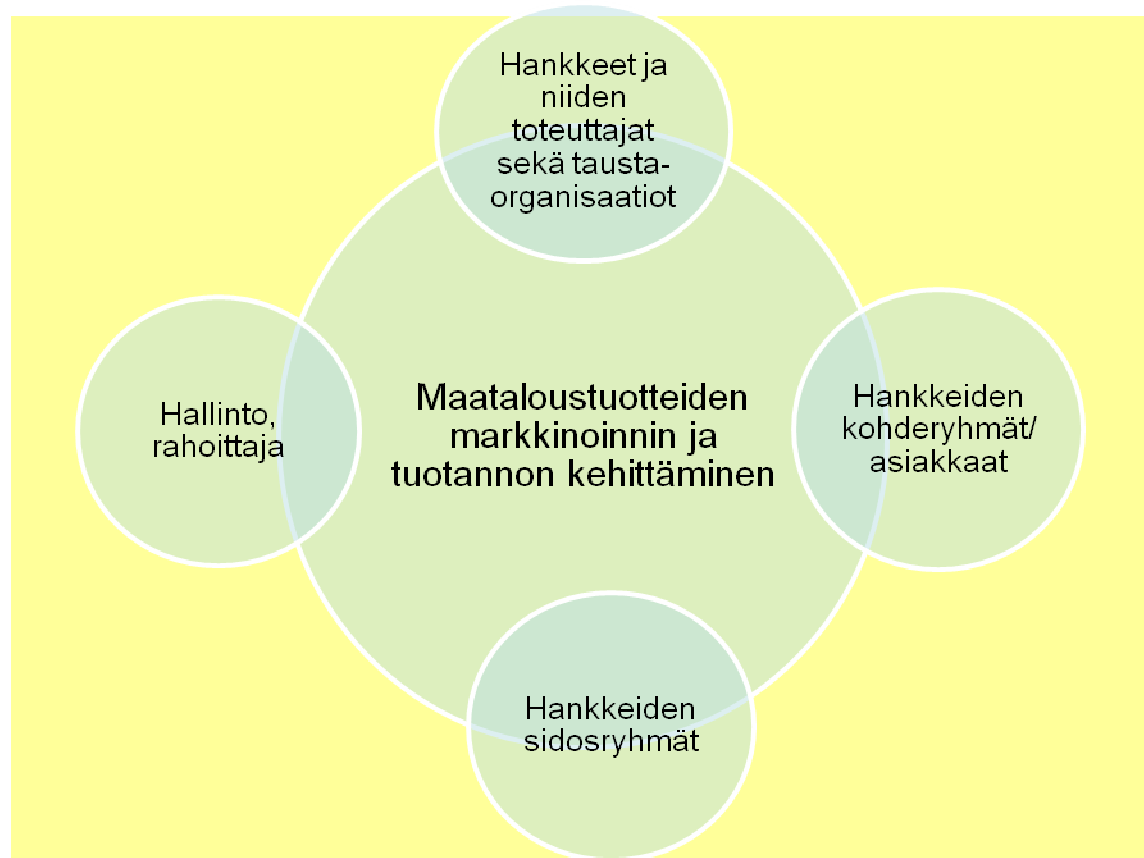 Hankkeet ja
niiden
toteuttajat
sekä tausta-
organisaatiot
Hallinto,
rahoittaja
Maataloustuotteiden
markkinoinnin ja
tuotannon kehittäminen
Hankkeiden
kohderyhmät/
asiakkaat
Hankkeiden
sidosryhmät